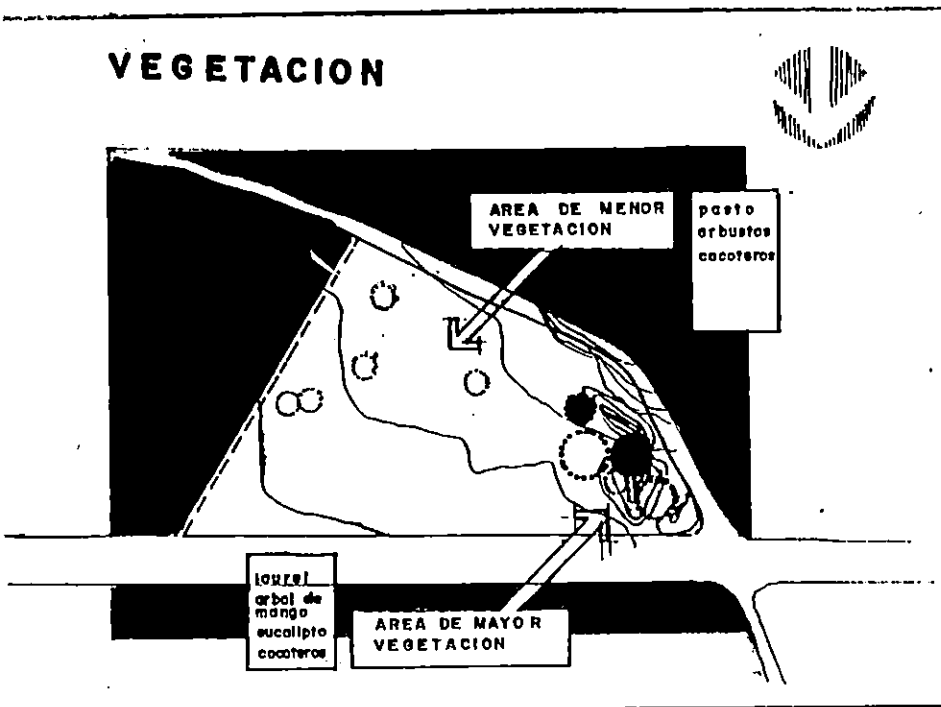 VEGETACION
AREA DE MENOR
VEGETACION
pasto
arbustos
cocoteros
laurel
arbol de
mango
eucalipto
cocoteros
AREA DE MAYOR
VEGETACION